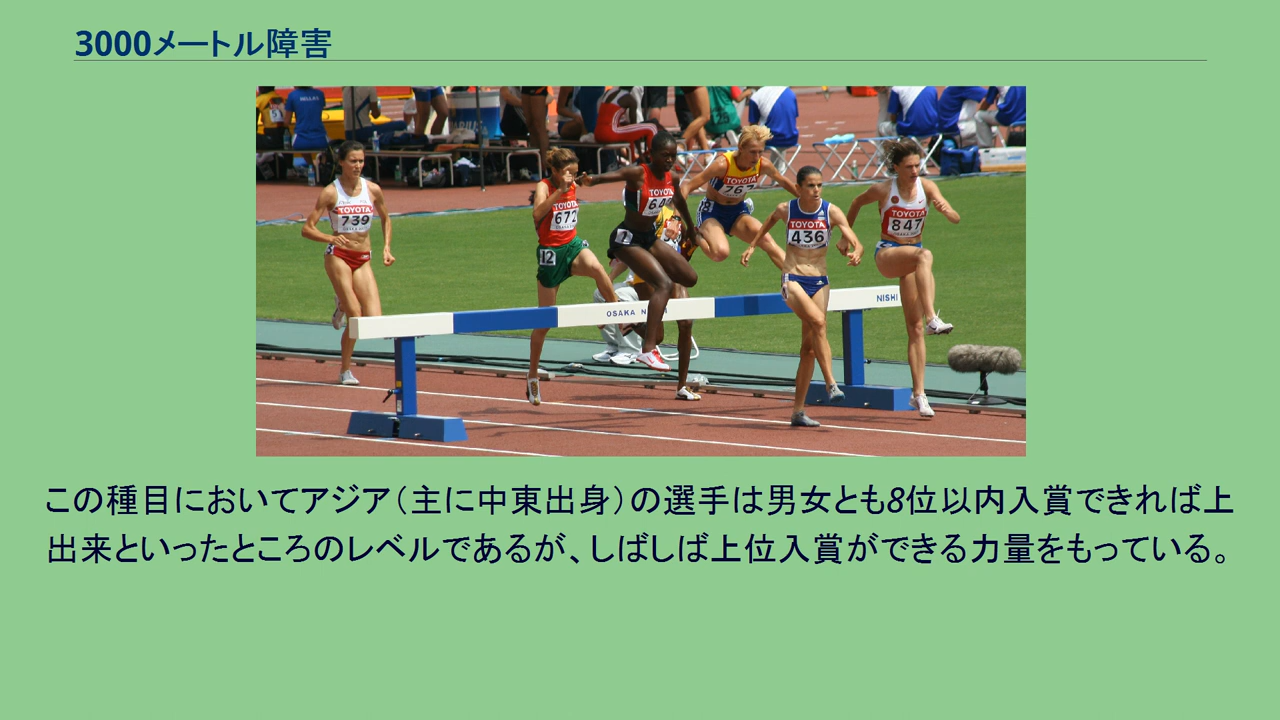 3000メートル障害
HELLAS
TOYOTA
739
TOYOTA
672
12
TOYOTA
TOYOTA
767
TOYOTA
436
TOYOTA
847
OSAKA
NISHI
この種目においてアジア（主に中東出身）の選手は男女とも8位以内入賞できれば上
出来といったところのレベルであるが、しばしば上位入賞ができる力量をもっている。